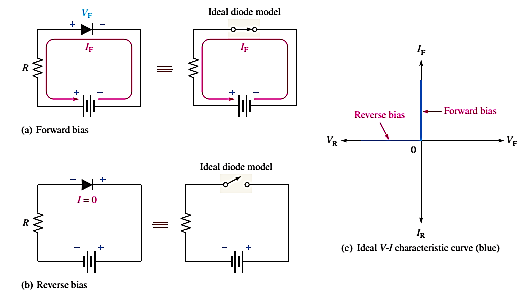 V_F
Ideal diode model
+ −
I_F
I_F
R
+ −
+ −
(a) Forward bias
Ideal diode model
− +
I = 0
R
− +
− +
(b) Reverse bias
I_F
Reverse bias
Forward bias
V_R
0
V_F
I_R
(c) Ideal V-I characteristic curve (blue)